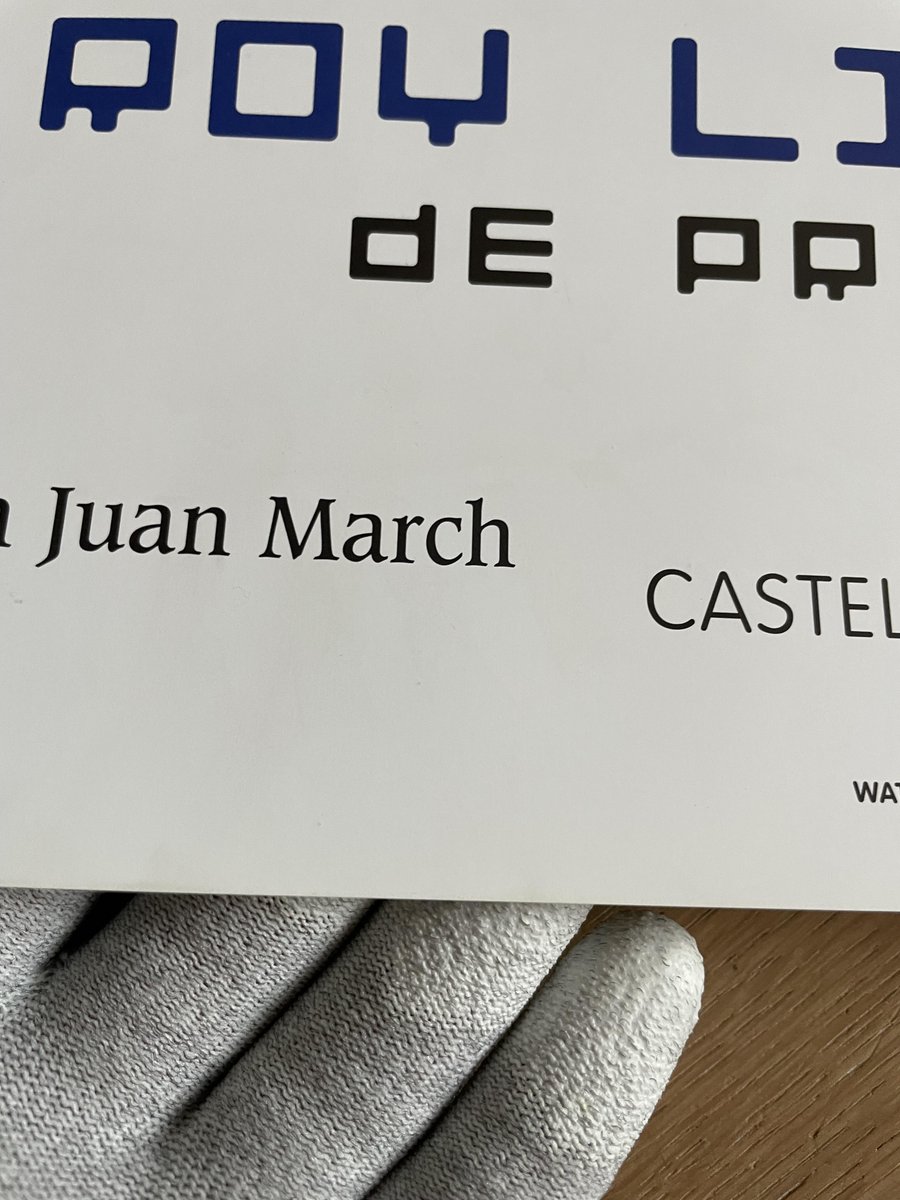 ROY LI
dE PR
n Juan March
CASTEL
WAT